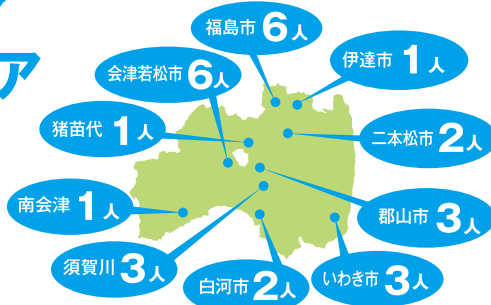 福島市 6人
ア
伊達市 1人
会津若松市 6人
猪苗代 1人
二本松市 2人
南会津 1人
郡山市 3人
須賀川 3人
白河市 2人
いわき市 3人